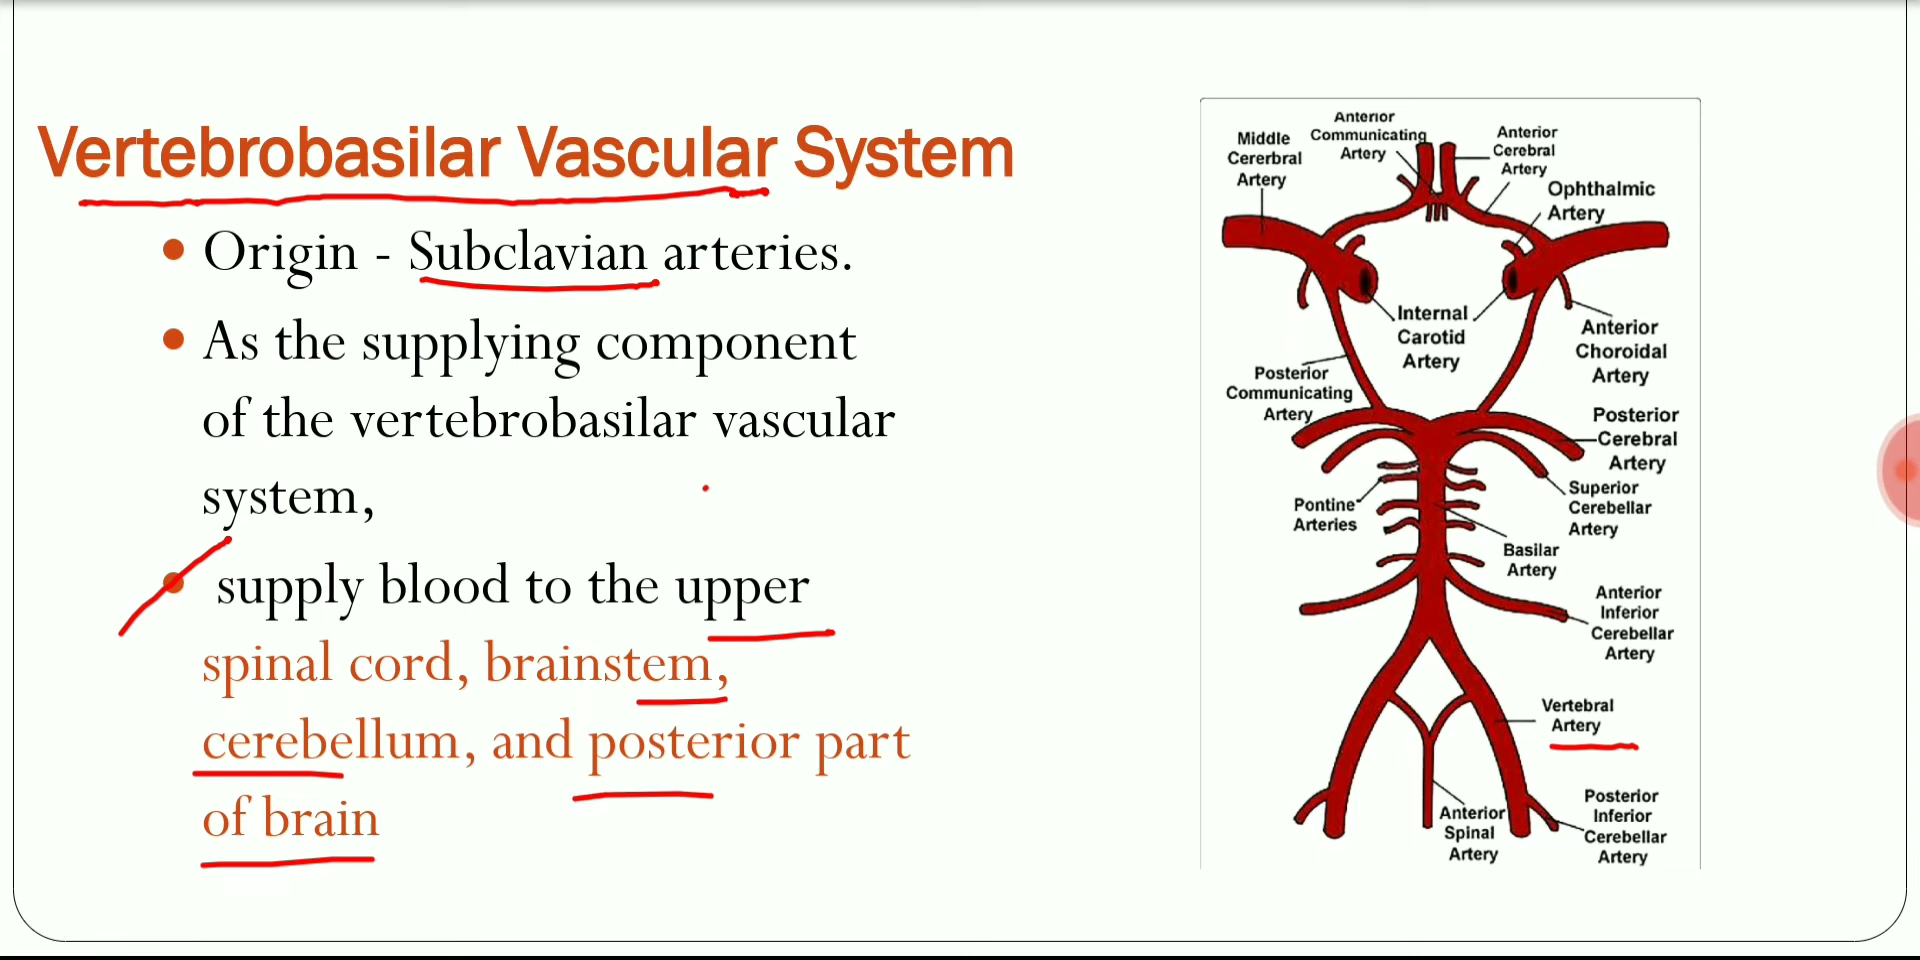 Vertebrobasilar Vascular System
Origin - Subclavian arteries.
As the supplying component
of the vertebrobasilar vascular
system,
supply blood to the upper
spinal cord, brainstem,
cerebellum, and posterior part
of brain
Anterior
Communicating
Artery
Middle
Cererbral
Artery
Anterior
Cerebral
Artery
Ophthalmic
Artery
Internal
Carotid
Artery
Anterior
Choroidal
Artery
Posterior
Communicating
Artery
Posterior
Cerebral
Artery
Superior
Cerebellar
Artery
Pontine
Arteries
Basilar
Artery
Anterior
Inferior
Cerebellar
Artery
Vertebral
Artery
Anterior
Spinal
Artery
Posterior
Inferior
Cerebellar
Artery